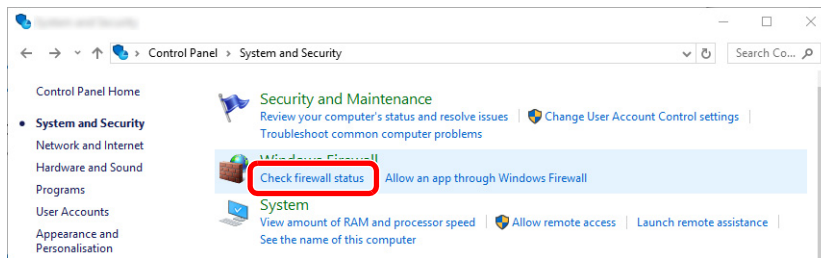 Control Panel > System and Security
Search Co...
Control Panel Home
System and Security
Network and Internet
Hardware and Sound
Programs
User Accounts
Appearance and
Personalisation
Security and Maintenance
Review your computer's status and resolve issues
Change User Account Control settings
Troubleshoot common computer problems
Windows Firewall
Check firewall status
Allow an app through Windows Firewall
System
View amount of RAM and processor speed
Allow remote access
Launch remote assistance
See the name of this computer